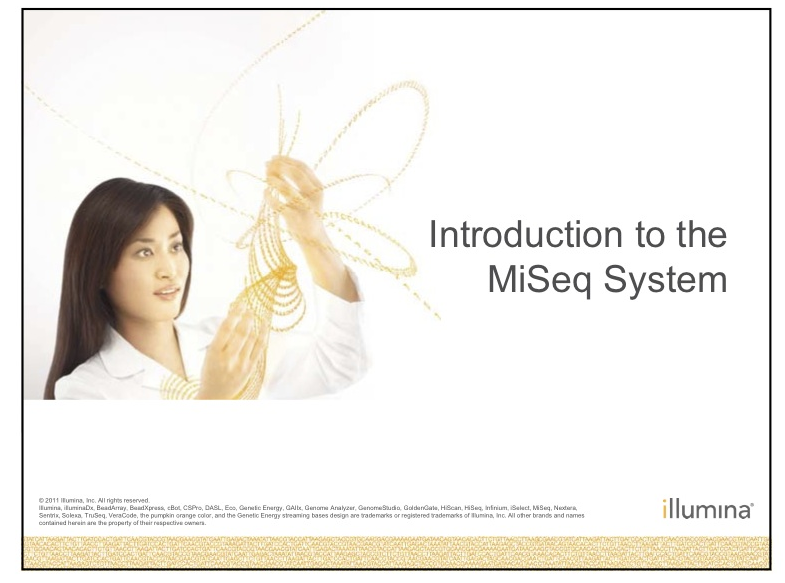 Introduction to the
MiSeq System
© 2011 Illumina, Inc. All rights reserved.
Illumina, illuminaDx, BeadArray, BeadXpress, cBot, CSPro, DASL, Eco, Genetic Energy, GAIIx, Genome Analyzer, GenomeStudio, GoldenGate, HiScan, HiSeq, Infinium, iSelect, MiSeq, Nextera,
Sentrix, Solexa, TruSeq, VeraCode, the pumpkin orange color, and the Genetic Energy streaming bases design are trademarks or registered trademarks of Illumina, Inc. All other brands and names
contained herein are the property of their respective owners.
illumina®